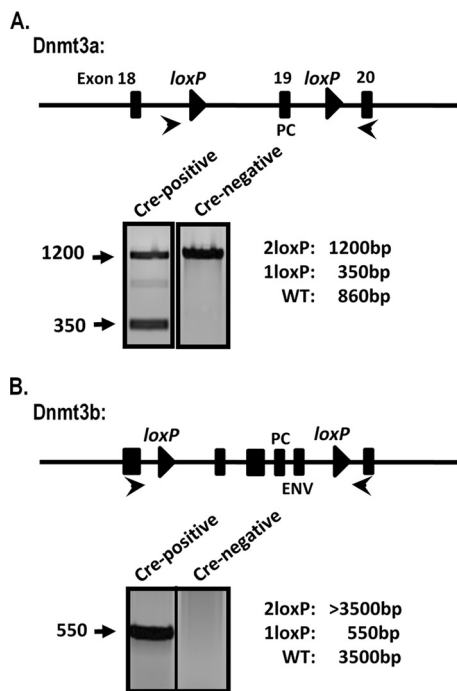 A.
Dnmt3a:
Exon 18 loxP 19 loxP 20
PC
Cre-positive Cre-negative
1200
350
2loxP: 1200bp
1loxP: 350bp
WT: 860bp
B.
Dnmt3b:
loxP PC loxP
ENV
Cre-positive Cre-negative
550
2loxP: >3500bp
1loxP: 550bp
WT: 3500bp